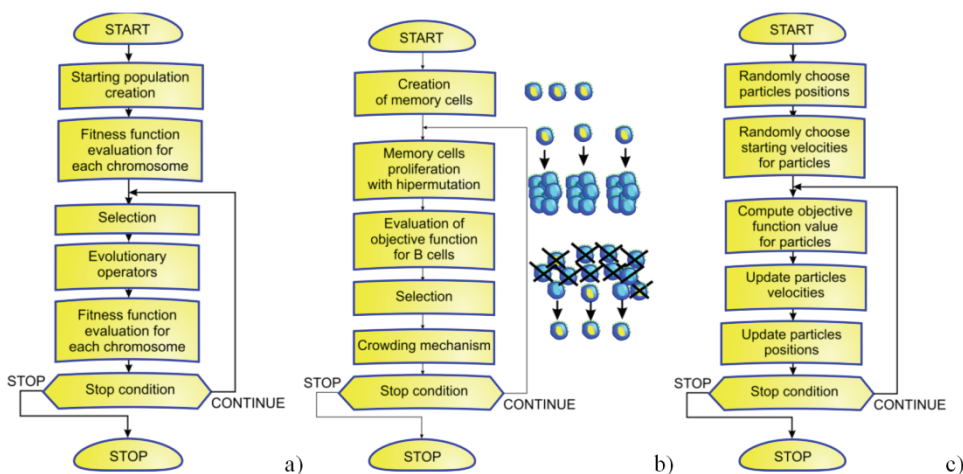 START
Starting population
creation
Fitness function
evaluation for
each chromosome
Selection
Evolutionary
operators
Fitness function
evaluation for
each chromosome
STOP
Stop condition
CONTINUE
STOP
a)
START
Creation
of memory cells
Memory cells
proliferation
with hipermutation
Evaluation of
objective function
for B cells
Selection
Crowding mechanism
STOP
Stop condition
CONTINUE
STOP
b)
START
Randomly choose
particles positions
Randomly choose
starting velocities
for particles
Compute objective
function value
for particles
Update particles
velocities
Update particles
positions
STOP
Stop condition
CONTINUE
STOP
c)